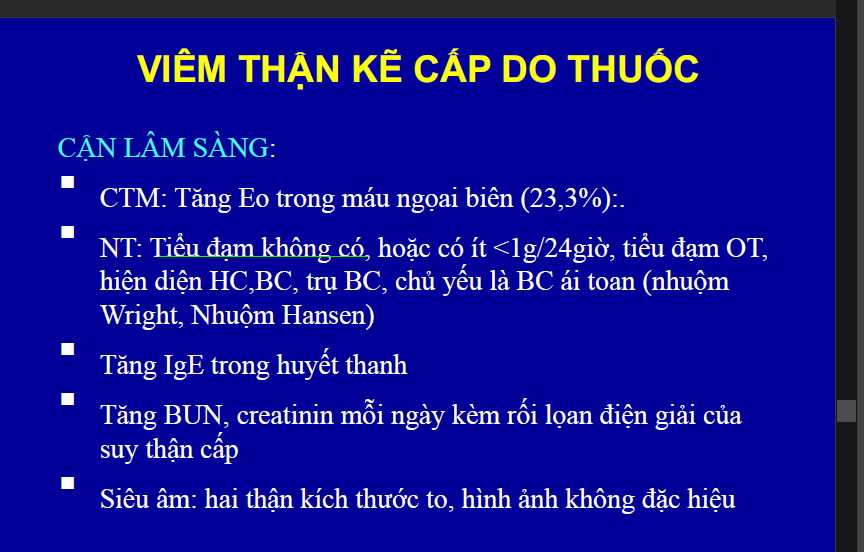 VIÊM THẬN KẼ CẤP DO THUỐC
CẬN LÂM SÀNG:
▪ CTM: Tăng Eo trong máu ngọai biên (23,3%):.
▪ NT: Tiểu đạm không có, hoặc có ít <1g/24giờ, tiểu đạm OT,
hiện diện HC,BC, trụ BC, chủ yếu là BC ái toan (nhuộm
Wright, Nhuộm Hansen)
▪ Tăng IgE trong huyết thanh
▪ Tăng BUN, creatinin mỗi ngày kèm rối lọan điện giải của
suy thận cấp
▪ Siêu âm: hai thận kích thước to, hình ảnh không đặc hiệu